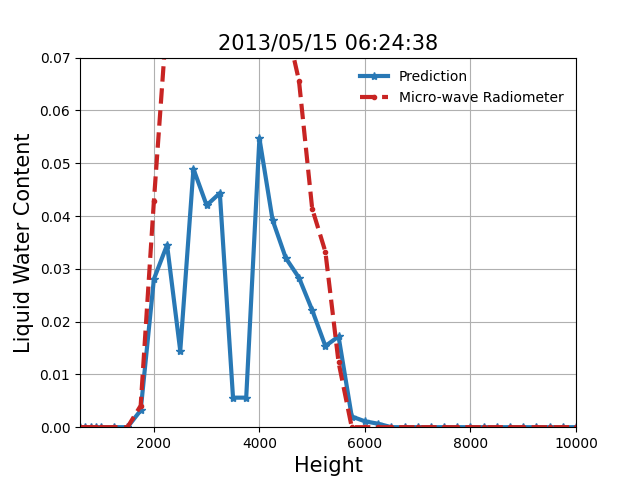 2013/05/15 06:24:38
0.07
0.06
0.05
0.04
0.03
0.02
0.01
0.00
Liquid Water Content
Prediction
Micro-wave Radiometer
2000 4000 6000 8000 10000
Height